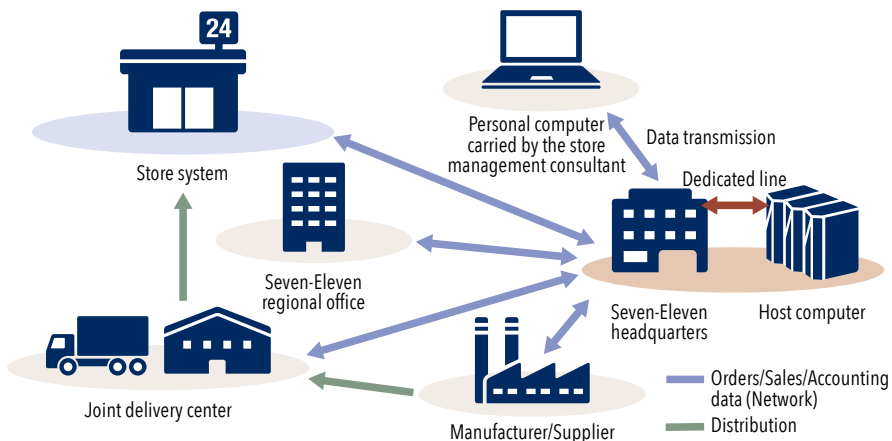 24
Store system
Personal computer
carried by the store
management consultant
Data transmission
Dedicated line
Seven-Eleven
regional office
Seven-Eleven
headquarters
Host computer
Joint delivery center
Manufacturer/Supplier
Orders/Sales/Accounting
data (Network)
Distribution